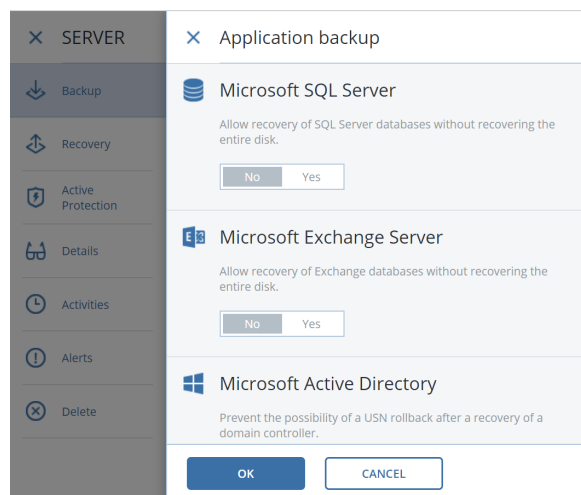 SERVER
Backup
Recovery
Active
Protection
Details
Activities
Alerts
Delete
Application backup
Microsoft SQL Server
Allow recovery of SQL Server databases without recovering the
entire disk.
No Yes
Microsoft Exchange Server
Allow recovery of Exchange databases without recovering the
entire disk.
No Yes
Microsoft Active Directory
Prevent the possibility of a USN rollback after a recovery of a
domain controller.
OK CANCEL